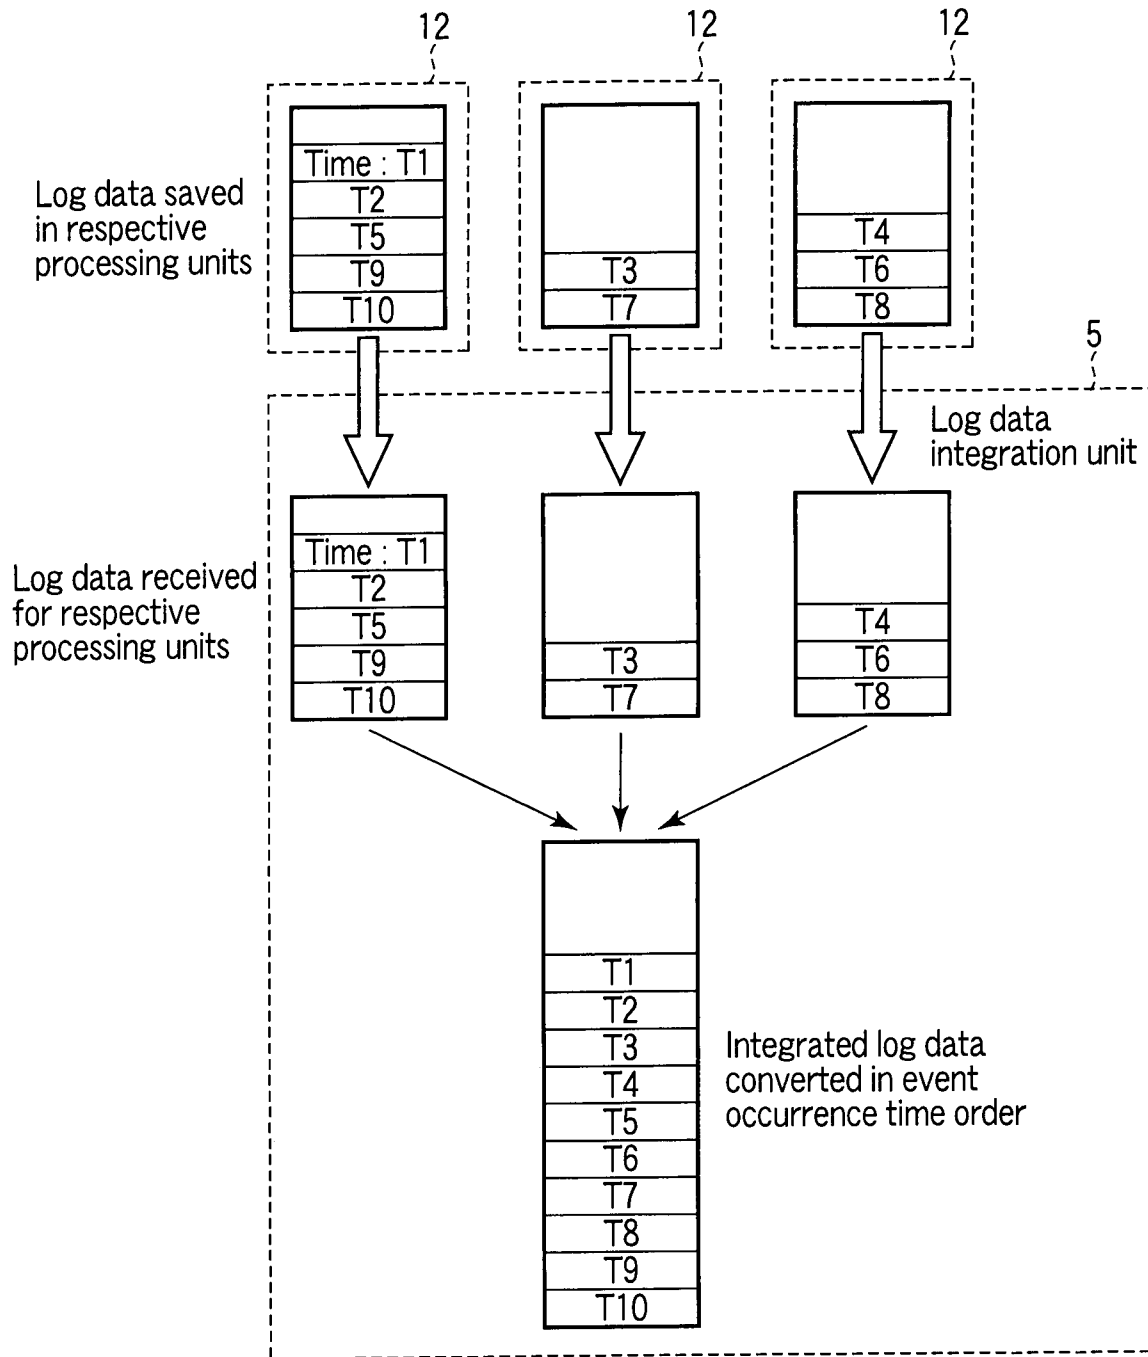 12
12
12
Log data saved
in respective
processing units
Time : T1
T2
T5
T9
T10
T3
T7
T4
T6
T8
5
Log data
integration unit
Log data received
for respective
processing units
Time : T1
T2
T5
T9
T10
T3
T7
T4
T6
T8
T1
T2
T3
T4
T5
T6
T7
T8
T9
T10
Integrated log data
converted in event
occurrence time order